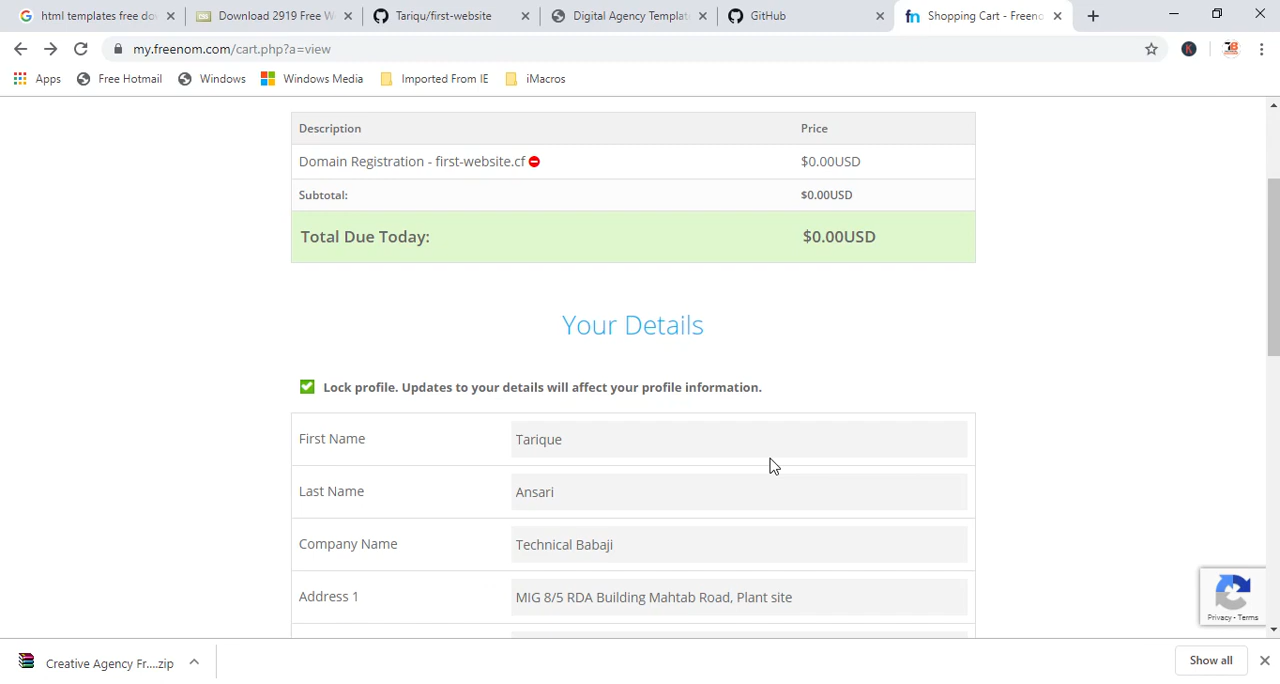 html templates free do
Download 2919 Free W
Tariqu/first-website
Digital Agency Templat
GitHub
Shopping Cart - Freeno
my.freenom.com/cart.php?a=view
Apps
Free Hotmail
Windows
Windows Media
Imported From IE
iMacros
Description Price
Domain Registration - first-website.cf $0.00USD
Subtotal: $0.00USD
Total Due Today: $0.00USD
Your Details
Lock profile. Updates to your details will affect your profile information.
First Name Tarique
Last Name Ansari
Company Name Technical Babaji
Address 1 MIG 8/5 RDA Building Mahtab Road, Plant site
Privacy - Terms
Creative Agency Fr....zip
Show all